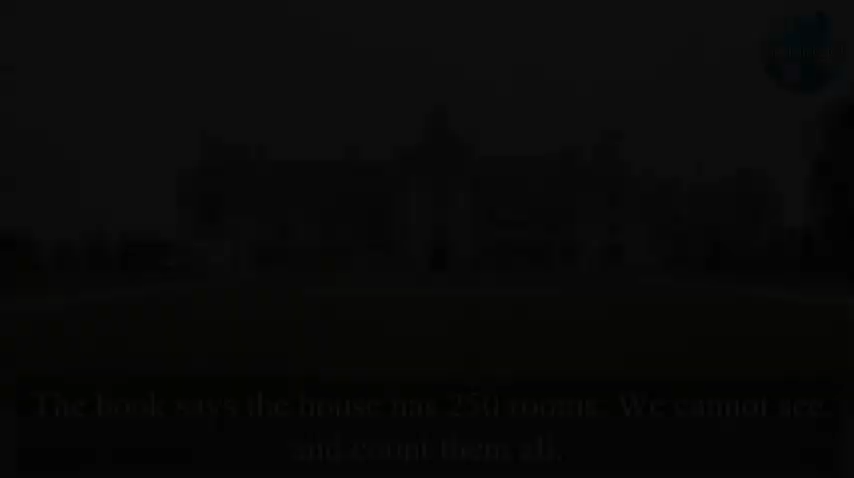 The book says the house has 250 rooms. We cannot see
and count them all.